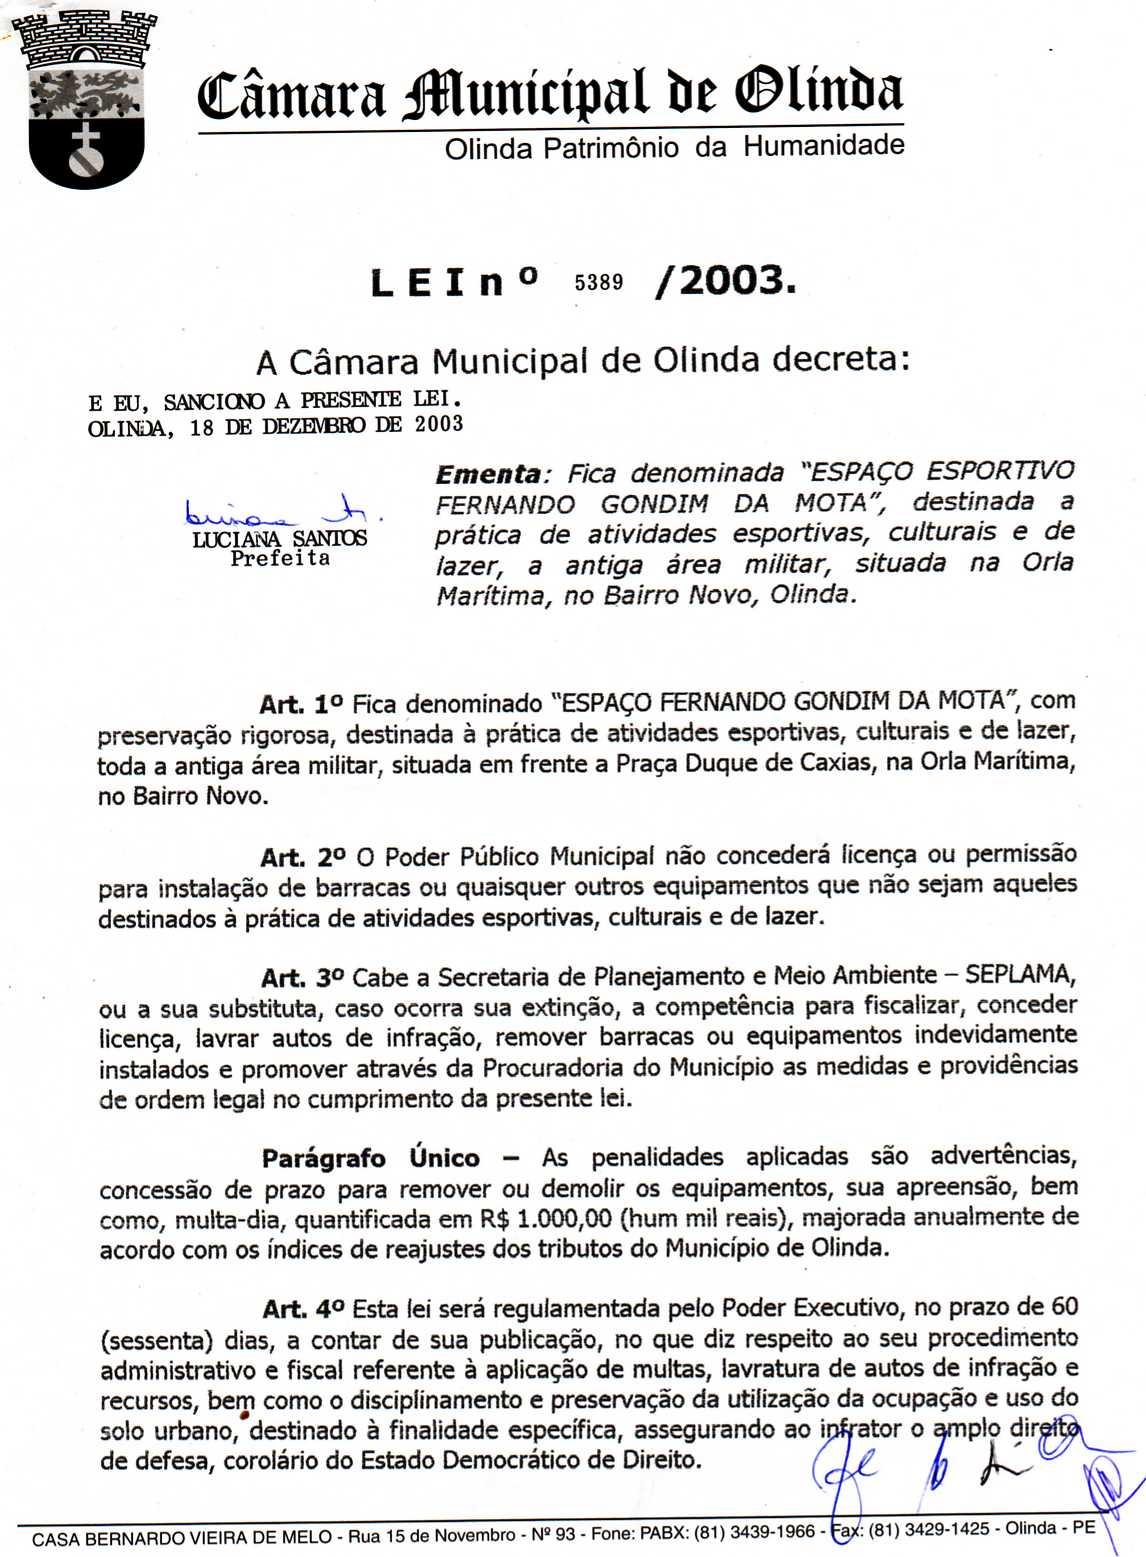 Câmara Municipal de Olinda
Olinda Patrimônio da Humanidade
L E I n º 5389 /2003.
A Câmara Municipal de Olinda decreta:
E EU, SANCIONO A PRESENTE LEI.
OLINDA, 18 DE DEZEMBRO DE 2003
LUCIANA SANTOS
Prefeita
Ementa: Fica denominada “ESPAÇO ESPORTIVO
FERNANDO GONDIM DA MOTA”, destinada a
prática de atividades esportivas, culturais e de
lazer, a antiga área militar, situada na Orla
Marítima, no Bairro Novo, Olinda.
Art. 1º Fica denominado “ESPAÇO FERNANDO GONDIM DA MOTA”, com
preservação rigorosa, destinada à prática de atividades esportivas, culturais e de lazer,
toda a antiga área militar, situada em frente a Praça Duque de Caxias, na Orla Marítima,
no Bairro Novo.
Art. 2º O Poder Público Municipal não concederá licença ou permissão
para instalação de barracas ou quaisquer outros equipamentos que não sejam aqueles
destinados à prática de atividades esportivas, culturais e de lazer.
Art. 3º Cabe a Secretaria de Planejamento e Meio Ambiente – SEPLAMA,
ou a sua substituta, caso ocorra sua extinção, a competência para fiscalizar, conceder
licença, lavrar autos de infração, remover barracas ou equipamentos indevidamente
instalados e promover através da Procuradoria do Município as medidas e providências
de ordem legal no cumprimento da presente lei.
Parágrafo Único – As penalidades aplicadas são advertências,
concessão de prazo para remover ou demolir os equipamentos, sua apreensão, bem
como, multa-dia, quantificada em R$ 1.000,00 (hum mil reais), majorada anualmente de
acordo com os índices de reajustes dos tributos do Município de Olinda.
Art. 4º Esta lei será regulamentada pelo Poder Executivo, no prazo de 60
(sessenta) dias, a contar de sua publicação, no que diz respeito ao seu procedimento
administrativo e fiscal referente à aplicação de multas, lavratura de autos de infração e
recursos, bem como o disciplinamento e preservação da utilização da ocupação e uso do
solo urbano, destinado à finalidade específica, assegurando ao infrator o amplo direito
de defesa, corolário do Estado Democrático de Direito.
CASA BERNARDO VIEIRA DE MELO - Rua 15 de Novembro - Nº 93 - Fone: PABX: (81) 3439-1966 - Fax: (81) 3429-1425 - Olinda - PE